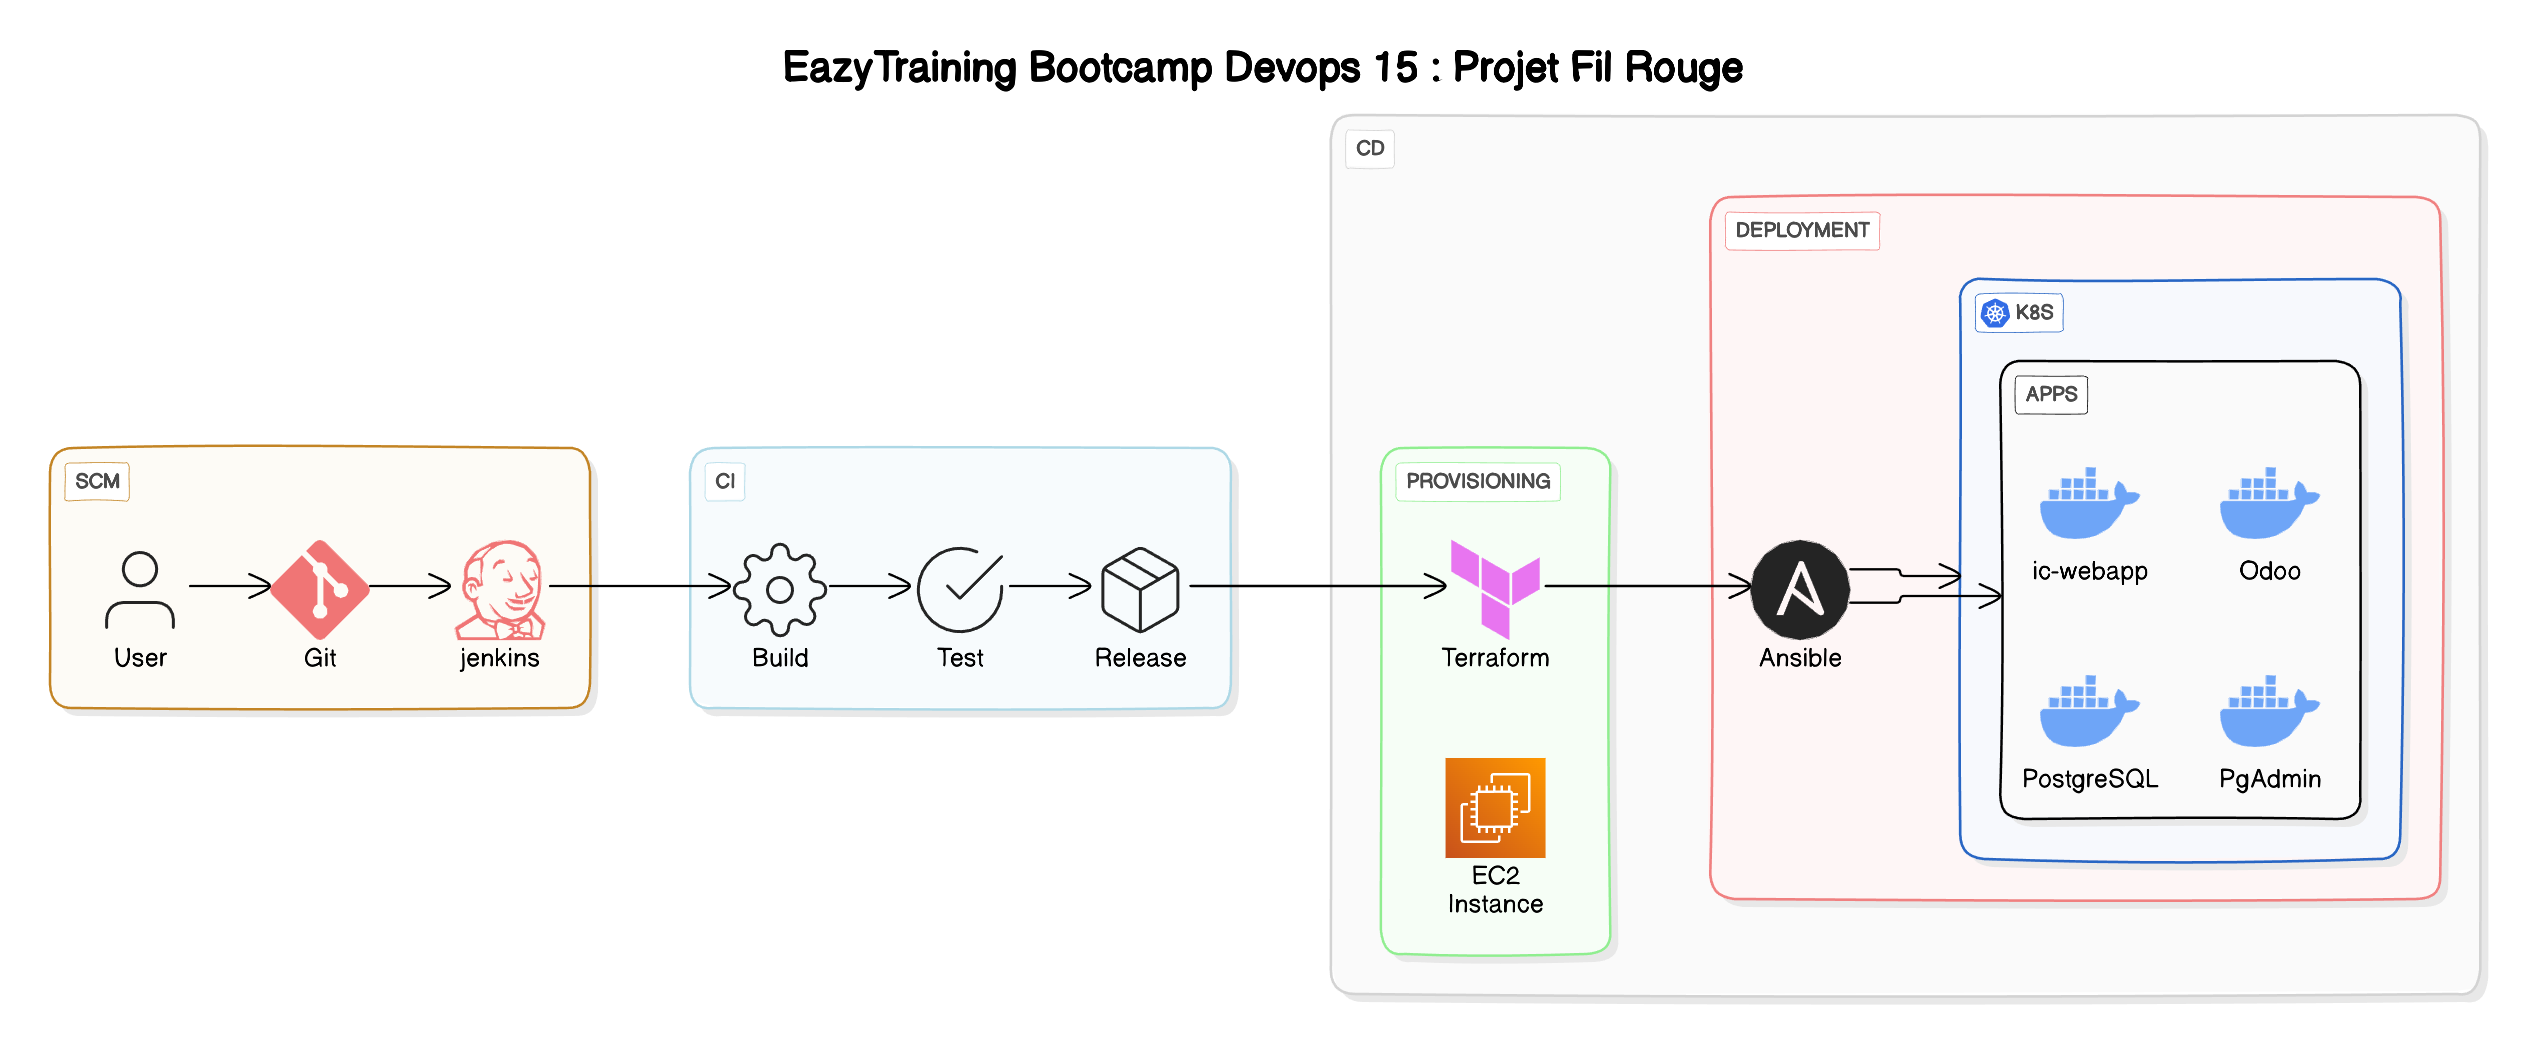 EazyTraining Bootcamp Devops 15 : Projet Fil Rouge
SCM
User
Git
jenkins
CI
Build
Test
Release
CD
PROVISIONING
Terraform
EC2
Instance
DEPLOYMENT
Ansible
K8S
APPS
ic-webapp
Odoo
PostgreSQL
PgAdmin